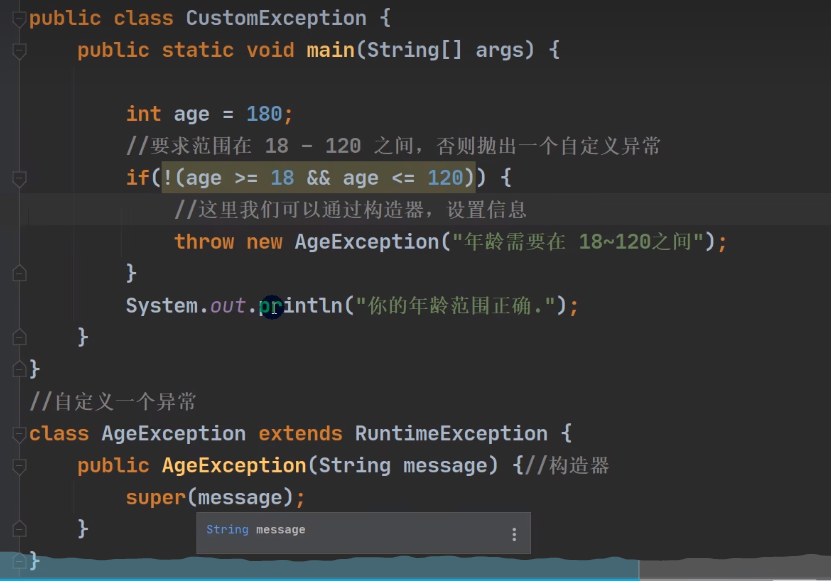 public class CustomException {
public static void main(String[] args) {
int age = 180;
//要求范围在 18 - 120 之间，否则抛出一个自定义异常
if(!(age >= 18 && age <= 120)) {
//这里我们可以通过构造器，设置信息
throw new AgeException("年龄需要在 18~120之间");
}
System.out.println("你的年龄范围正确.");
}
}
//自定义一个异常
class AgeException extends RuntimeException {
public AgeException(String message) {//构造器
super(message);
String message
}
}